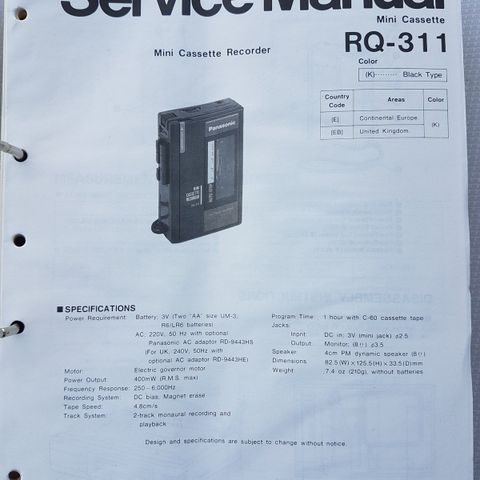 Service Manual
Mini Cassette
RQ-311
Mini Cassette Recorder
Color
(K)········· Black Type
Country Code Areas Color
[E] Continental Europe. (K)
[EB] United Kingdom.
Panasonic
■ SPECIFICATIONS
Power Requirement: Battery; 3V (Two "AA" size UM-3, R6/LR6 batteries)
AC; 220V, 50 Hz with optional
Panasonic AC adaptor RD-9443HS
(For UK, 240V, 50Hz with
optional AC adaptor RD-9443HE)
Motor: Electric governor motor
Power Output: 400mW (R.M.S. max)
Frequency Response: 250~6,000Hz
Recording System: DC bias, Magnet erase
Tape Speed: 4.8cm/s
Track System: 2-track monaural recording and
playback
Program Time: 1 hour with C-60 cassette tape
Jacks:
Input: DC in; 3V (mini jack) ø2.5
Output: Monitor; (8Ω) ø3.5
Speaker 4cm PM dynamic speaker (8Ω)
Dimensions: 82.5(W)×125.5(H)×33.5(D)mm
Weight: 7.4 oz (210g), without batteries
Design and specifications are subject to change without notice.